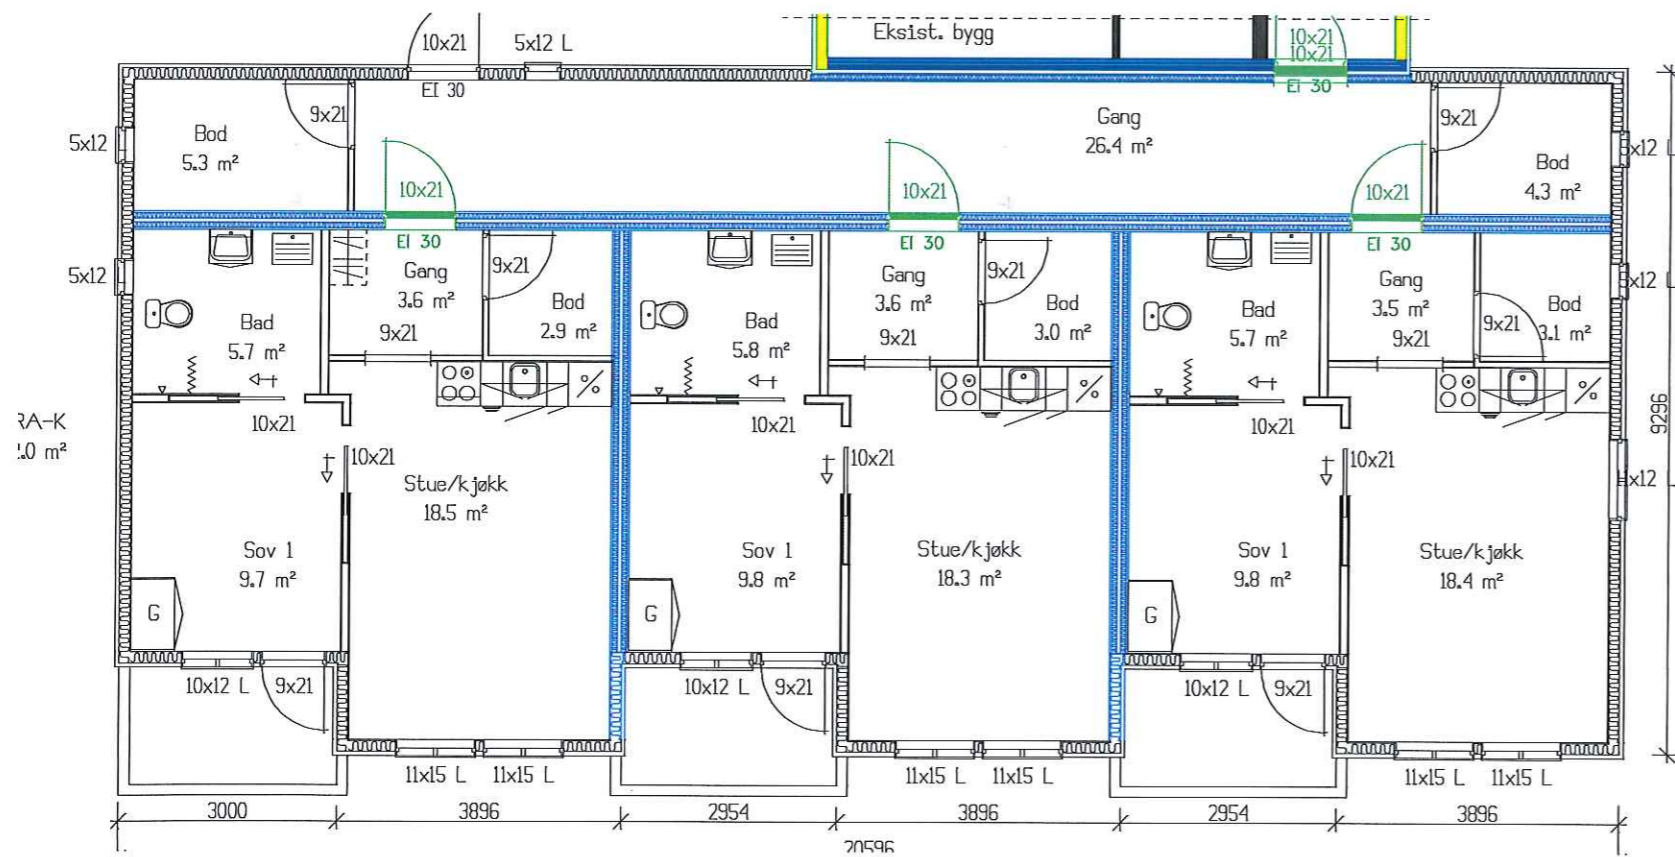 Eksist. bygg
10x21
10x21
EI 30
10x21
5x12 L
EI 30
5x12
Bod
5.3 m²
9x21
Gang
26.4 m²
9x21
Bod
4.3 m²
x12 L
10x21
EI 30
10x21
EI 30
10x21
EI 30
5x12
Gang
3.6 m²
9x21
9x21
Bod
2.9 m²
Bad
5.7 m²
Gang
3.6 m²
9x21
9x21
Bod
3.0 m²
Bad
5.8 m²
Gang
3.5 m²
9x21
9x21
Bod
3.1 m²
Bad
5.7 m²
x12 L
RA-K
.0 m²
10x21
10x21
Stue/kjøkk
18.5 m²
10x21
10x21
Stue/kjøkk
18.3 m²
10x21
10x21
Stue/kjøkk
18.4 m²
x12 L
9296
Sov 1
9.7 m²
G
Sov 1
9.8 m²
G
Sov 1
9.8 m²
G
10x12 L
9x21
10x12 L
9x21
10x12 L
9x21
11x15 L
11x15 L
11x15 L
11x15 L
11x15 L
11x15 L
3000
3896
2954
3896
2954
3896
20596